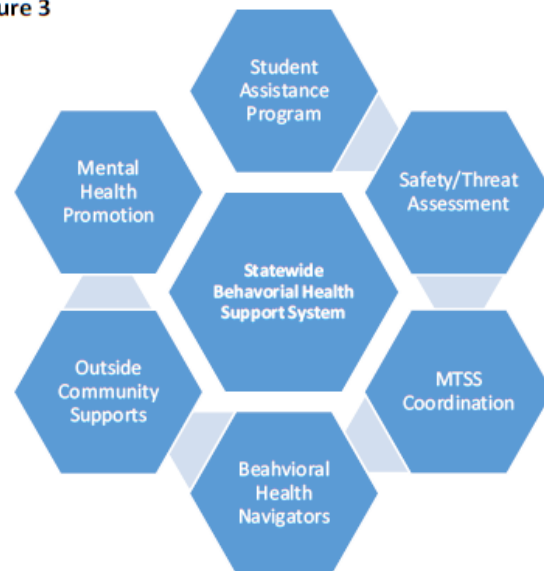 ure 3
Student
Assistance
Program
Mental
Health
Promotion
Safety/Threat
Assessment
Statewide
Behavorial Health
Support System
Outside
Community
Supports
MTSS
Coordination
Beahvioral
Health
Navigators